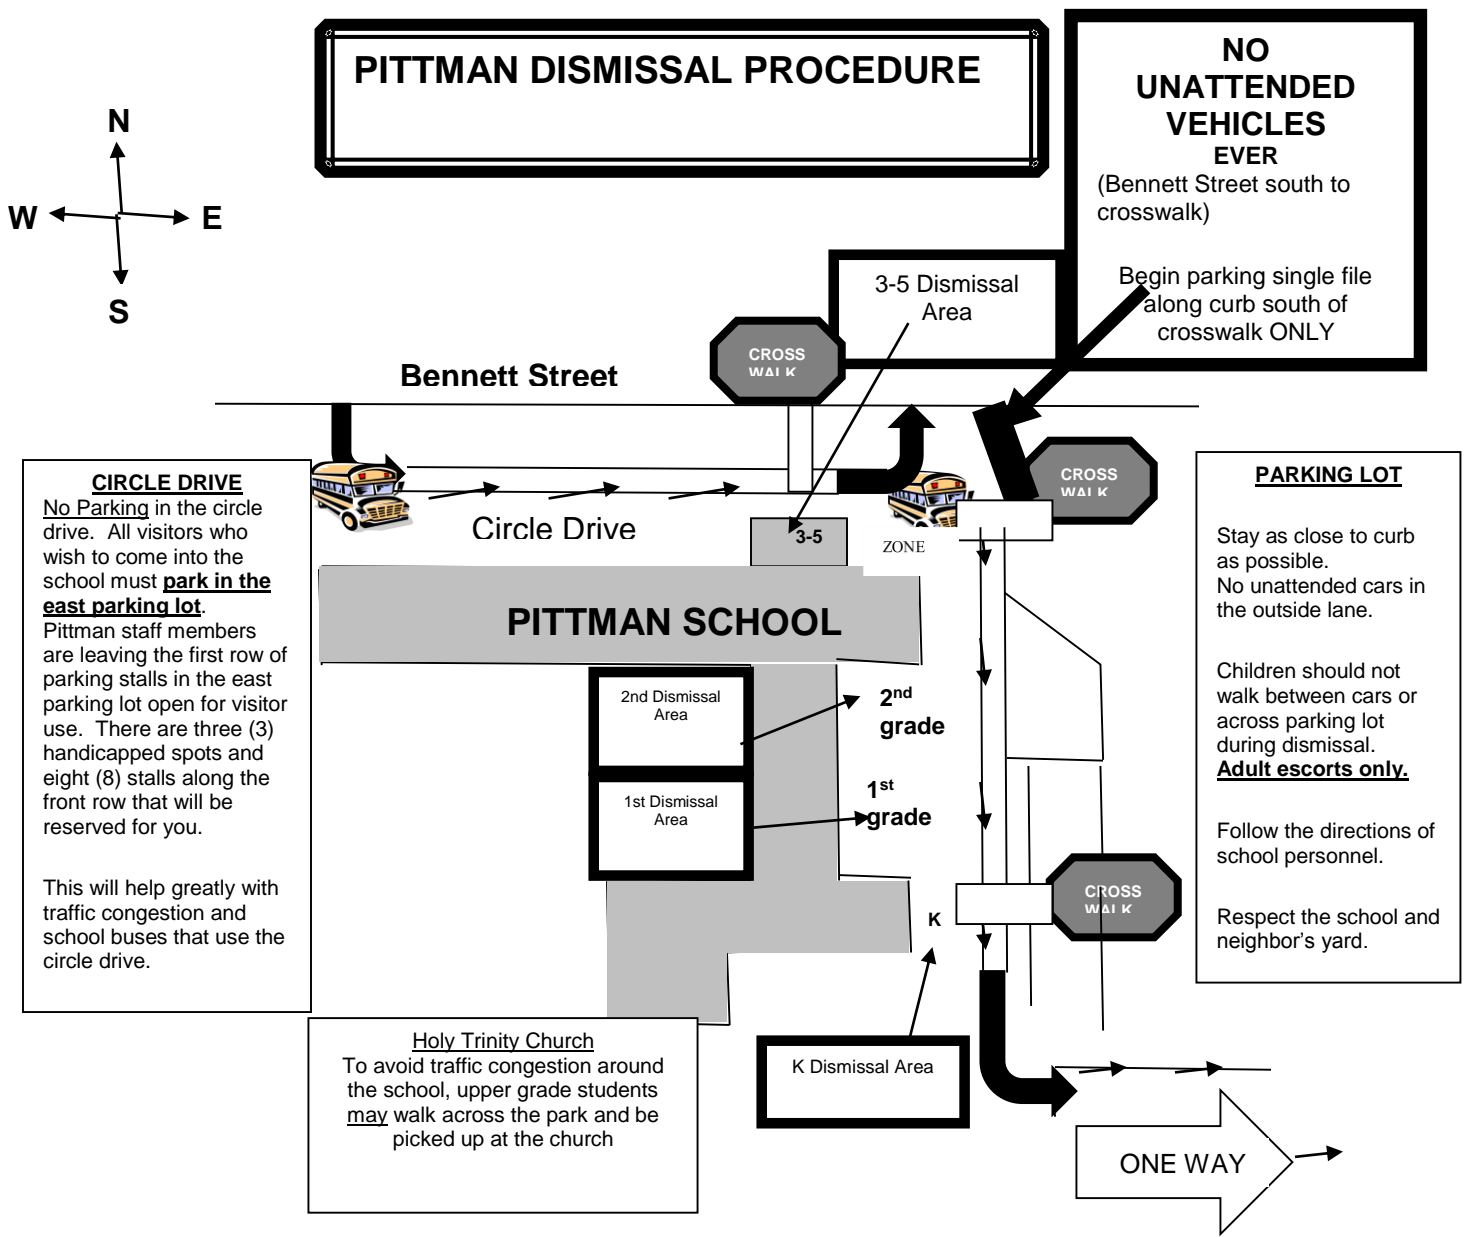 PITTMAN DISMISSAL PROCEDURE
NO
UNATTENDED
VEHICLES
EVER
(Bennett Street south to
crosswalk)
Begin parking single file
along curb south of
crosswalk ONLY
N
W
E
S
3-5 Dismissal
Area
CROSS
WALK
Bennett Street
CIRCLE DRIVE
No Parking in the circle
drive. All visitors who
wish to come into the
school must park in the
east parking lot.
Pittman staff members
are leaving the first row of
parking stalls in the east
parking lot open for visitor
use. There are three (3)
handicapped spots and
eight (8) stalls along the
front row that will be
reserved for you.
This will help greatly with
traffic congestion and
school buses that use the
circle drive.
Circle Drive
3-5
ZONE
CROSS
WALK
PARKING LOT
Stay as close to curb
as possible.
No unattended cars in
the outside lane.
Children should not
walk between cars or
across parking lot
during dismissal.
Adult escorts only.
Follow the directions of
school personnel.
Respect the school and
neighbor’s yard.
PITTMAN SCHOOL
2nd Dismissal
Area
2nd
grade
1st Dismissal
Area
1st
grade
CROSS
WALK
K
Holy Trinity Church
To avoid traffic congestion around
the school, upper grade students
may walk across the park and be
picked up at the church
K Dismissal Area
ONE WAY